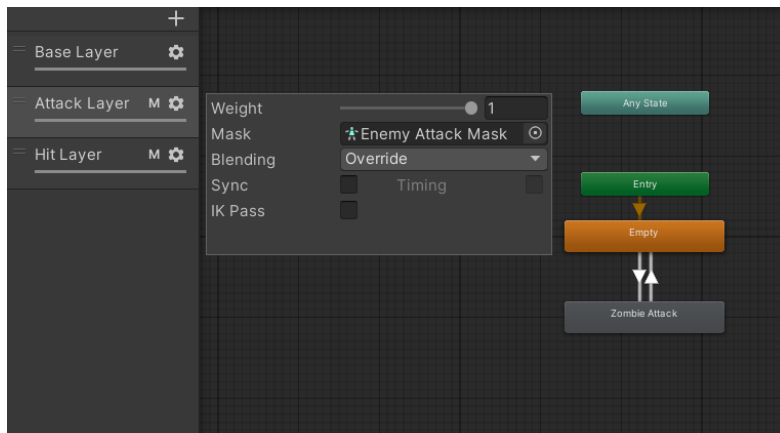 Base Layer
Attack Layer M
Hit Layer M
Weight 1
Mask Enemy Attack Mask
Blending Override
Sync Timing
IK Pass
Any State
Entry
Empty
Zombie Attack